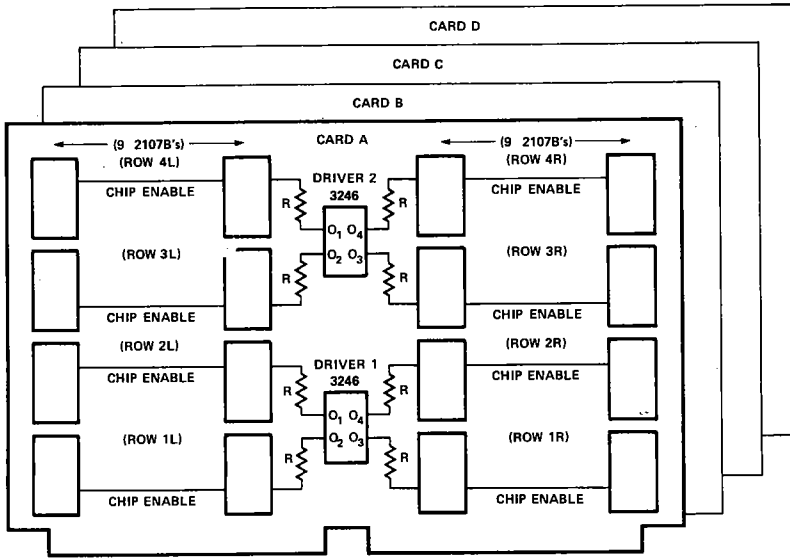 CARD D
CARD C
CARD B
CARD A
(9 2107B's)
(ROW 4L)
(9 2107B's)
(ROW 4R)
CHIP ENABLE
R
DRIVER 2
3246
R
CHIP ENABLE
O1 O4
O2 O3
(ROW 3L)
R
R
(ROW 3R)
CHIP ENABLE
CHIP ENABLE
(ROW 2L)
(ROW 2R)
CHIP ENABLE
R
DRIVER 1
3246
R
CHIP ENABLE
O1 O4
O2 O3
(ROW 1L)
R
R
(ROW 1R)
CHIP ENABLE
CHIP ENABLE